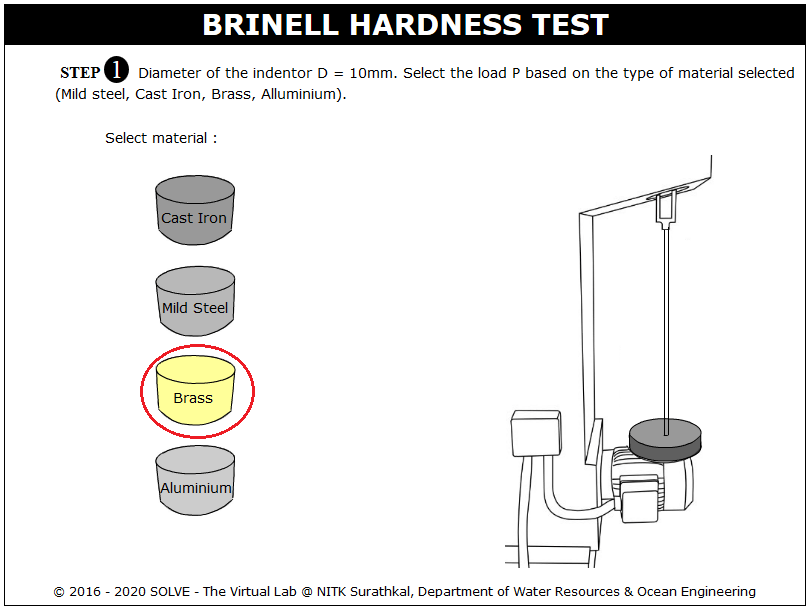 BRINELL HARDNESS TEST
STEP 1 Diameter of the indentor D = 10mm. Select the load P based on the type of material selected
(Mild steel, Cast Iron, Brass, Alluminium).
Select material :
Cast Iron
Mild Steel
Brass
Aluminium
© 2016 - 2020 SOLVE - The Virtual Lab @ NITK Surathkal, Department of Water Resources & Ocean Engineering